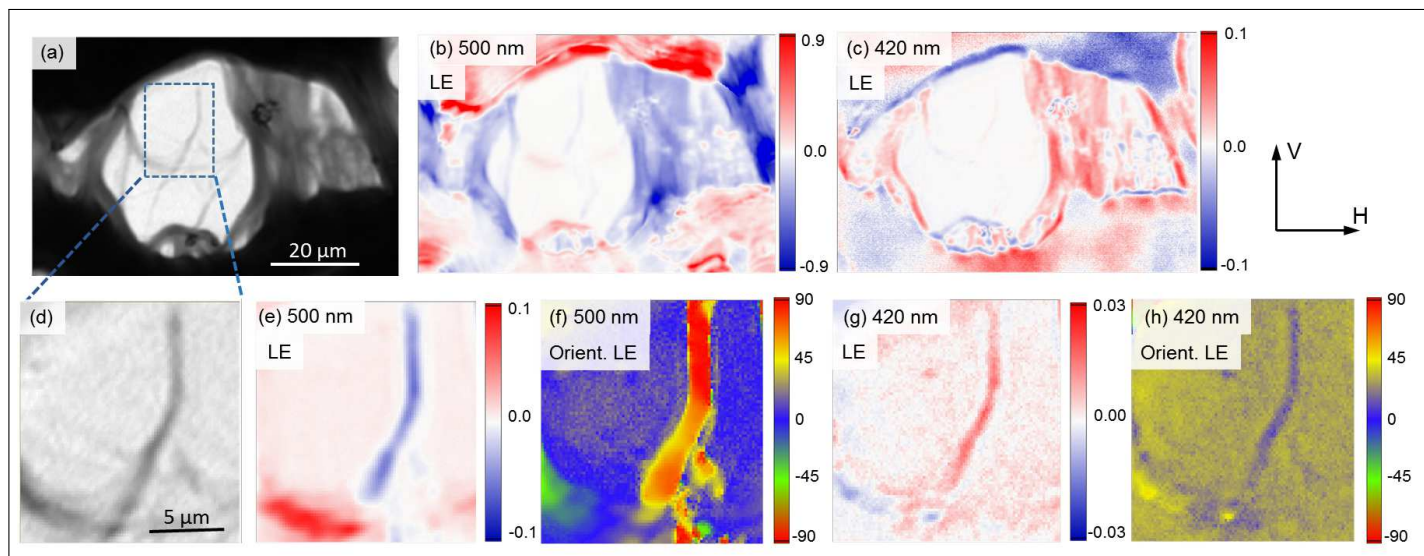 (a)
20 µm
(b) 500 nm
LE
0.9
0.0
-0.9
(c) 420 nm
LE
0.1
0.0
-0.1
V
H
(d)
5 µm
(e) 500 nm
LE
0.1
0.0
-0.1
(f) 500 nm
Orient. LE
90
45
0
-45
-90
(g) 420 nm
LE
0.03
0.00
-0.03
(h) 420 nm
Orient. LE
90
45
0
-45
-90